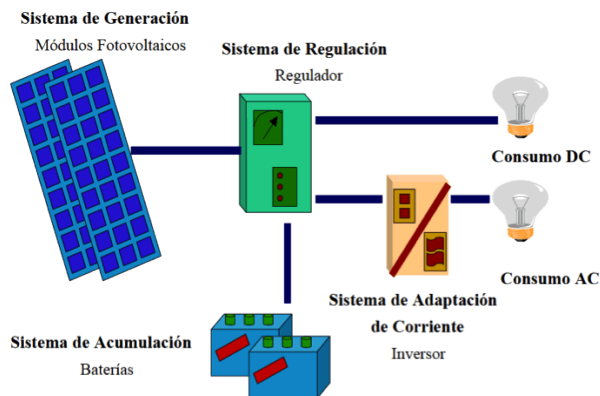 Sistema de Generación
Módulos Fotovoltaicos
Sistema de Regulación
Regulador
Consumo DC
Consumo AC
Sistema de Adaptación
de Corriente
Inversor
Sistema de Acumulación
Baterías